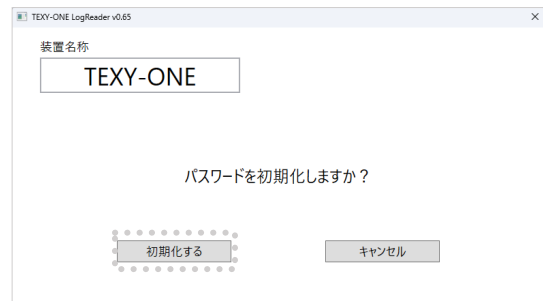 TEXY-ONE LogReader v0.65
装置名称
TEXY-ONE
パスワードを初期化しますか？
初期化する
キャンセル